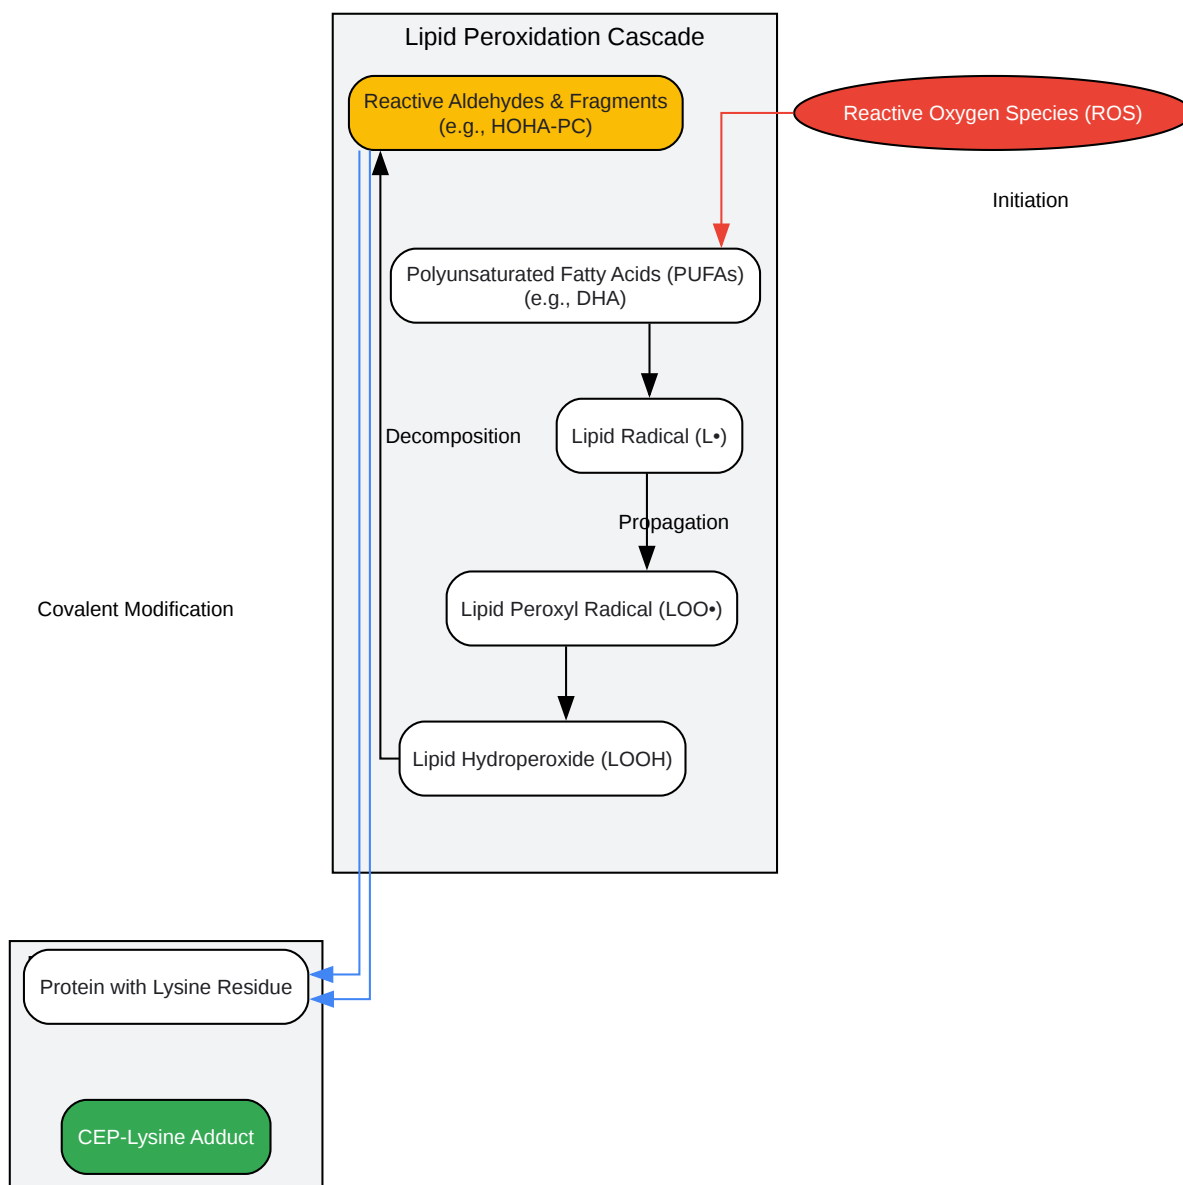 Lipid Peroxidation Cascade
Reactive Aldehydes & Fragments
(e.g., HOHA-PC)
Reactive Oxygen Species (ROS)
Initiation
Polyunsaturated Fatty Acids (PUFAs)
(e.g., DHA)
Decomposition
Lipid Radical (L•)
Propagation
Covalent Modification
Lipid Peroxyl Radical (LOO•)
Lipid Hydroperoxide (LOOH)
Protein with Lysine Residue
CEP-Lysine Adduct